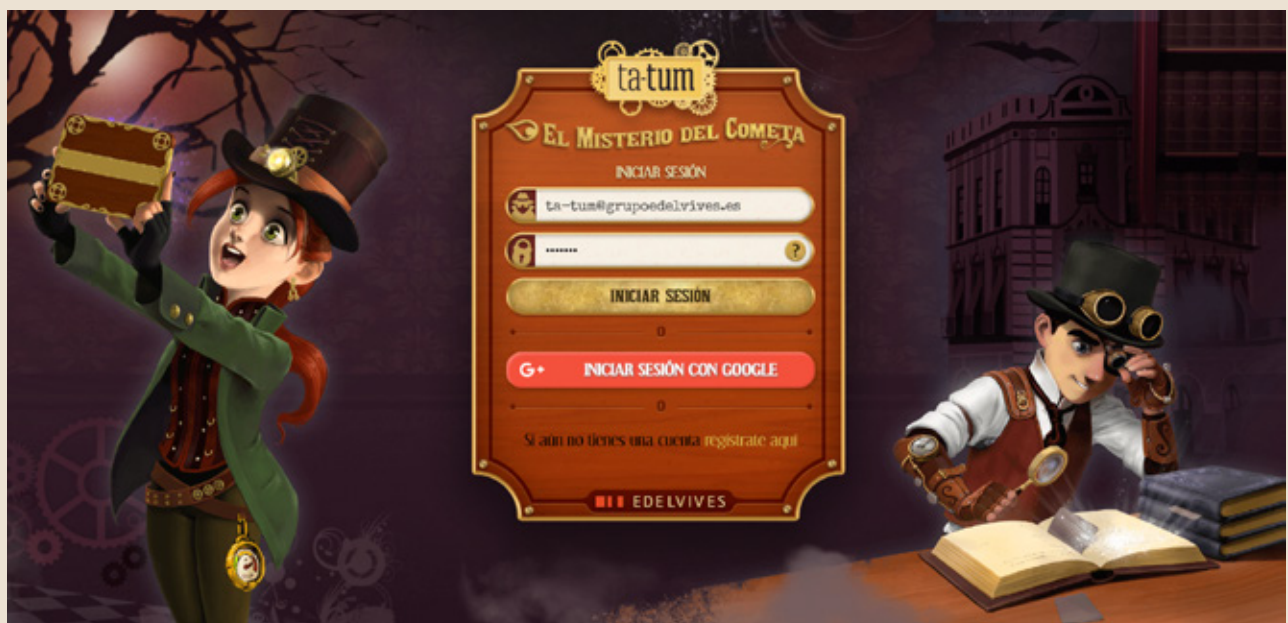 ta·tum
EL MISTERIO DEL COMETA
INICIAR SESIÓN
ta-tum@grupoedelvives.es
•••••••
?
INICIAR SESIÓN
O
G+ INICIAR SESIÓN CON GOOGLE
O
Si aún no tienes una cuenta regístrate aquí
EDELVIVES